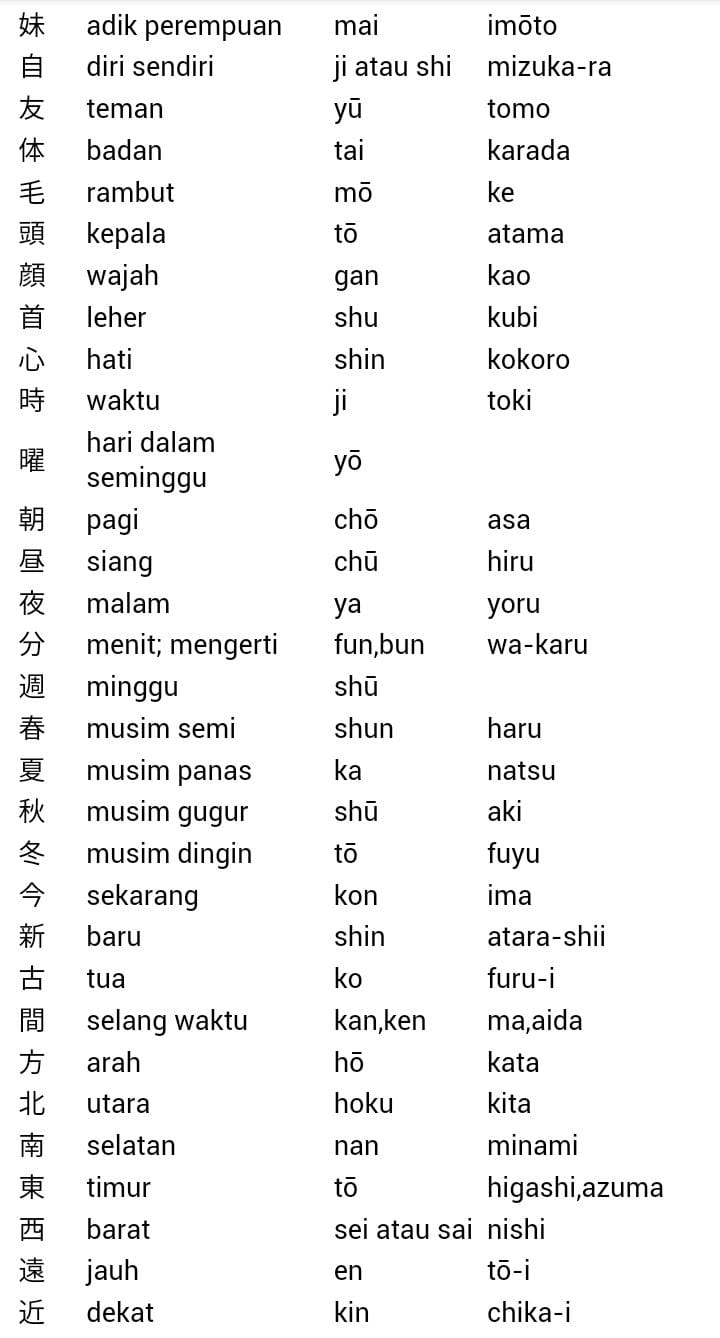 妹 adik perempuan mai imōto
自 diri sendiri ji atau shi mizuka-ra
友 teman yū tomo
体 badan tai karada
毛 rambut mō ke
頭 kepala tō atama
顔 wajah gan kao
首 leher shu kubi
心 hati shin kokoro
時 waktu ji toki
曜 hari dalam seminggu yō
朝 pagi chō asa
昼 siang chū hiru
夜 malam ya yoru
分 menit; mengerti fun,bun wa-karu
週 minggu shū
春 musim semi shun haru
夏 musim panas ka natsu
秋 musim gugur shū aki
冬 musim dingin tō fuyu
今 sekarang kon ima
新 baru shin atara-shii
古 tua ko furu-i
間 selang waktu kan,ken ma,aida
方 arah hō kata
北 utara hoku kita
南 selatan nan minami
東 timur tō higashi,azuma
西 barat sei atau sai nishi
遠 jauh en tō-i
近 dekat kin chika-i